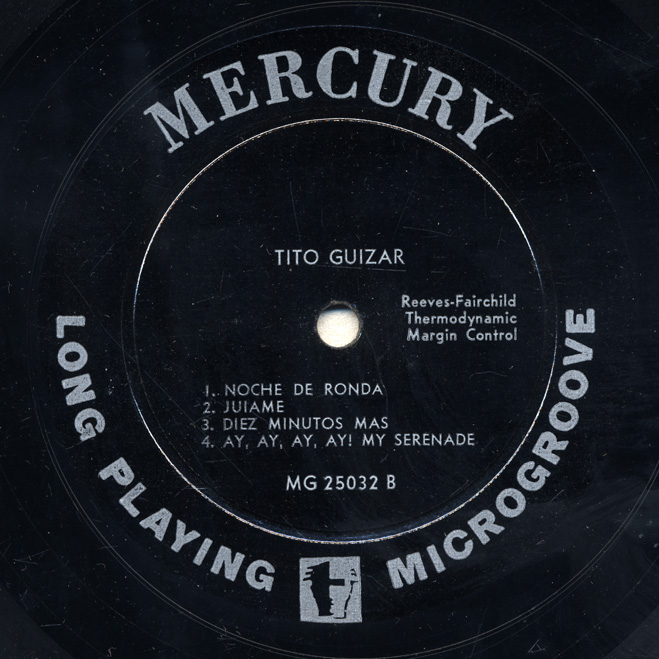 MERCURY
TITO GUIZAR
Reeves-Fairchild
Thermodynamic
Margin Control
1. NOCHE DE RONDA
2. JUIAME
3. DIEZ MINUTOS MAS
4. AY, AY, AY, AY! MY SERENADE
MG 25032 B
LONG PLAYING MICROGROOVE